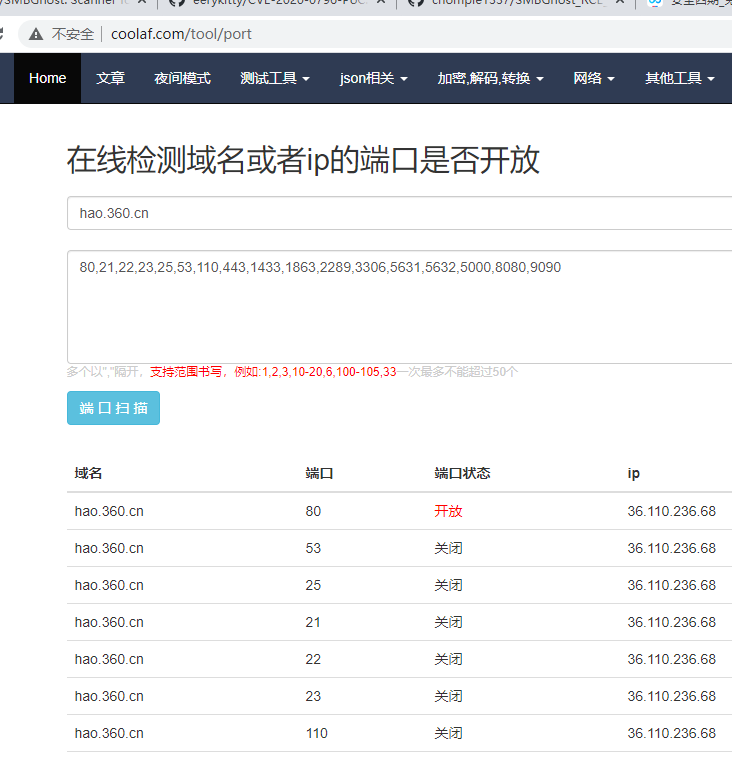 SMBGhost: Scanner f
eerykitty/CVE-2020-0796-PoC
chompie1337/SMBGhost_RCE_
不安全 coolaf.com/tool/port
Home 文章 夜间模式 测试工具 json相关 加密,解码,转换 网络 其他工具
在线检测域名或者ip的端口是否开放
hao.360.cn
80,21,22,23,25,53,110,443,1433,1863,2289,3306,5631,5632,5000,8080,9090
多个以","隔开，支持范围书写，例如:1,2,3,10-20,6,100-105,33一次最多不能超过50个
端 口 扫 描
域名 端口 端口状态 ip
hao.360.cn 80 开放 36.110.236.68
hao.360.cn 53 关闭 36.110.236.68
hao.360.cn 25 关闭 36.110.236.68
hao.360.cn 21 关闭 36.110.236.68
hao.360.cn 22 关闭 36.110.236.68
hao.360.cn 23 关闭 36.110.236.68
hao.360.cn 110 关闭 36.110.236.68